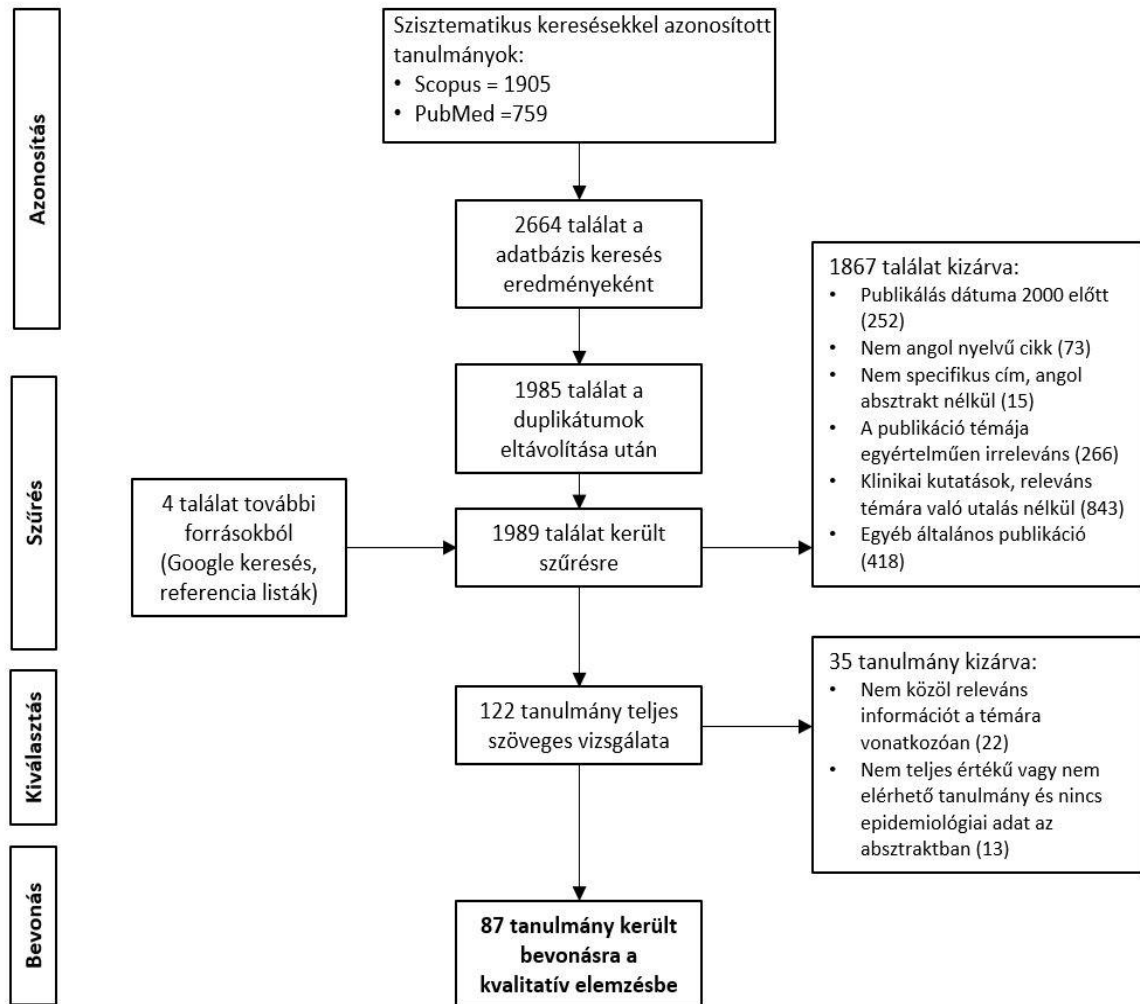 Szisztematikus keresésekkel azonosított
tanulmányok:
• Scopus = 1905
• PubMed =759
Azonosítás
2664 találat a
adatbázis keresés
eredményeként
1867 találat kizárva:
• Publikálás dátuma 2000 előtt
(252)
• Nem angol nyelvű cikk (73)
• Nem specifikus cím, angol
absztrakt nélkül (15)
• A publikáció témája
egyértelműen irreleváns (266)
• Klinikai kutatások, releváns
témára való utalás nélkül (843)
• Egyéb általános publikáció
(418)
Szűrés
1985 találat a
duplikátumok
eltávolítása után
4 találat további
forrásokból
(Google keresés,
referencia listák)
1989 találat került
szűrésre
35 tanulmány kizárva:
• Nem közöl releváns
információt a témára
vonatkozóan (22)
• Nem teljes értékű vagy nem
elérhető tanulmány és nincs
epidemiológiai adat az
absztraktban (13)
Kiválasztás
122 tanulmány teljes
szöveges vizsgálata
Bevonás
87 tanulmány került
bevonásra a
kvalitatív elemzésbe